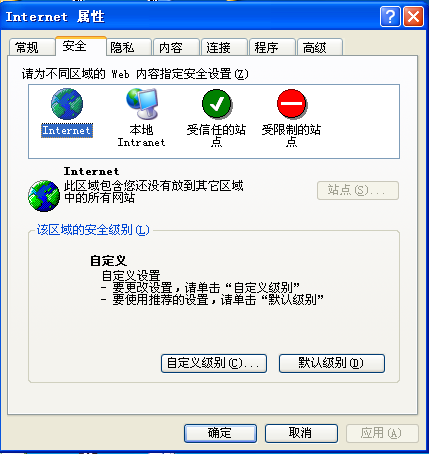 Internet 属性
常规 安全 隐私 内容 连接 程序 高级
请为不同区域的 Web 内容指定安全设置(Z)
Internet
本地
Intranet
受信任的站
点
受限制的站
点
Internet
此区域包含您还没有放到其它区域
中的所有网站
站点(S)...
该区域的安全级别(L)
自定义
自定义设置
- 要更改设置,请单击“自定义级别”
- 要使用推荐的设置,请单击“默认级别”
自定义级别(C)... 默认级别(D)
确定 取消 应用(A)